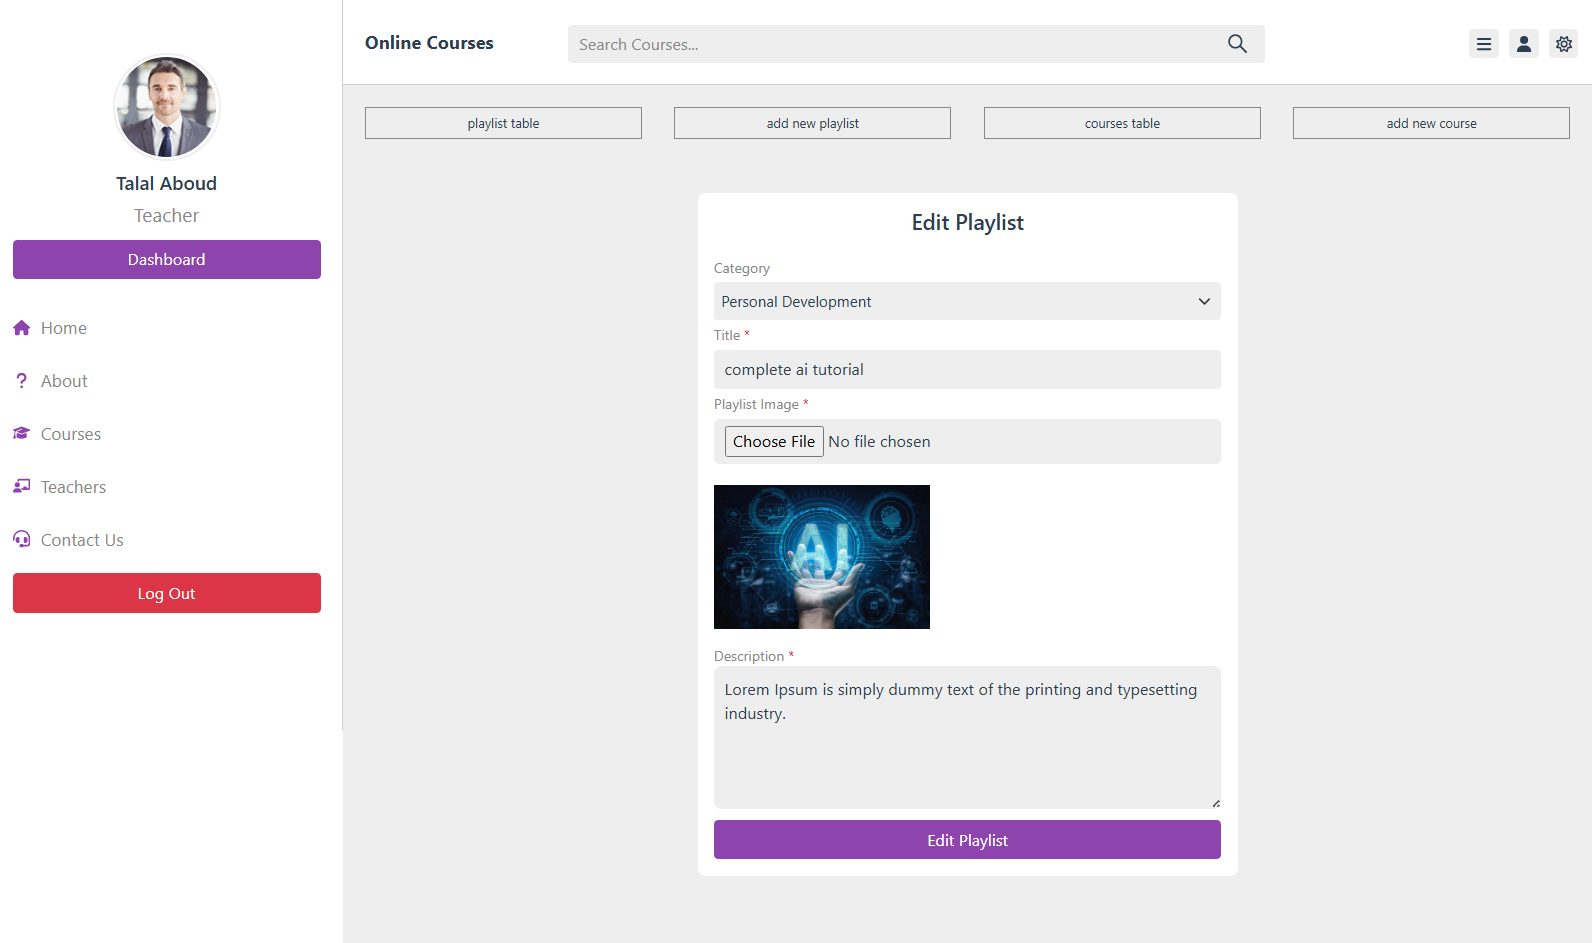 Talal Aboud
Teacher
Dashboard
Home
About
Courses
Teachers
Contact Us
Log Out
Online Courses
Search Courses...
playlist table
add new playlist
courses table
add new course
Edit Playlist
Category
Personal Development
Title *
complete ai tutorial
Playlist Image *
Choose File No file chosen
AI
Description *
Lorem Ipsum is simply dummy text of the printing and typesetting
industry.
Edit Playlist